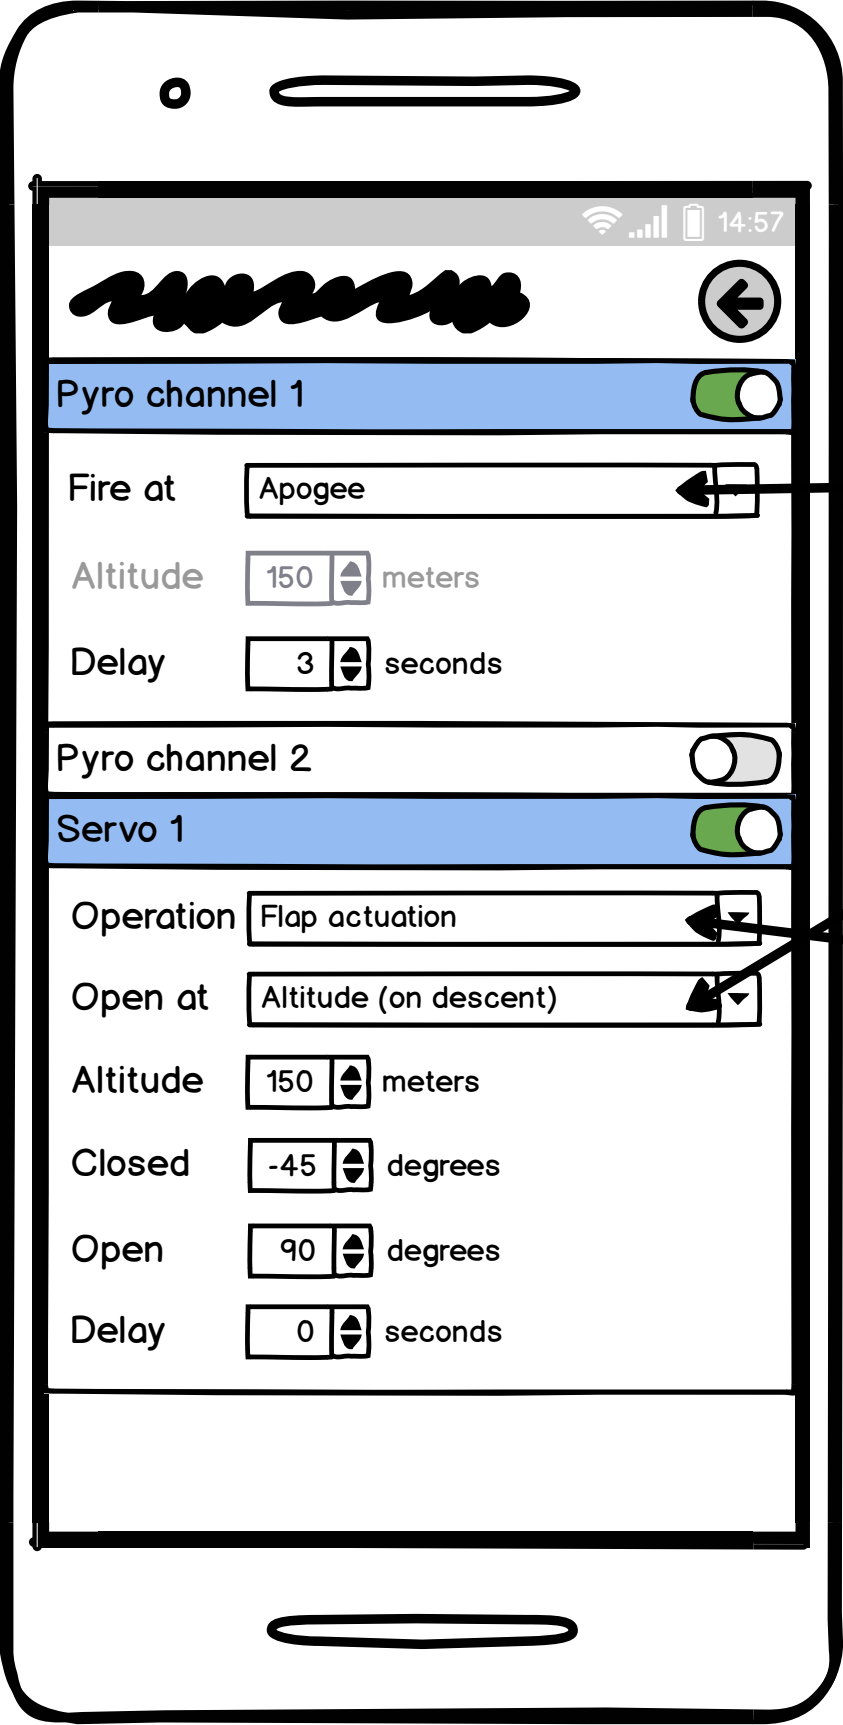 14:57
Pyro channel 1
Fire at Apogee
Altitude 150 meters
Delay 3 seconds
Pyro channel 2
Servo 1
Operation Flap actuation
Open at Altitude (on descent)
Altitude 150 meters
Closed -45 degrees
Open 90 degrees
Delay 0 seconds